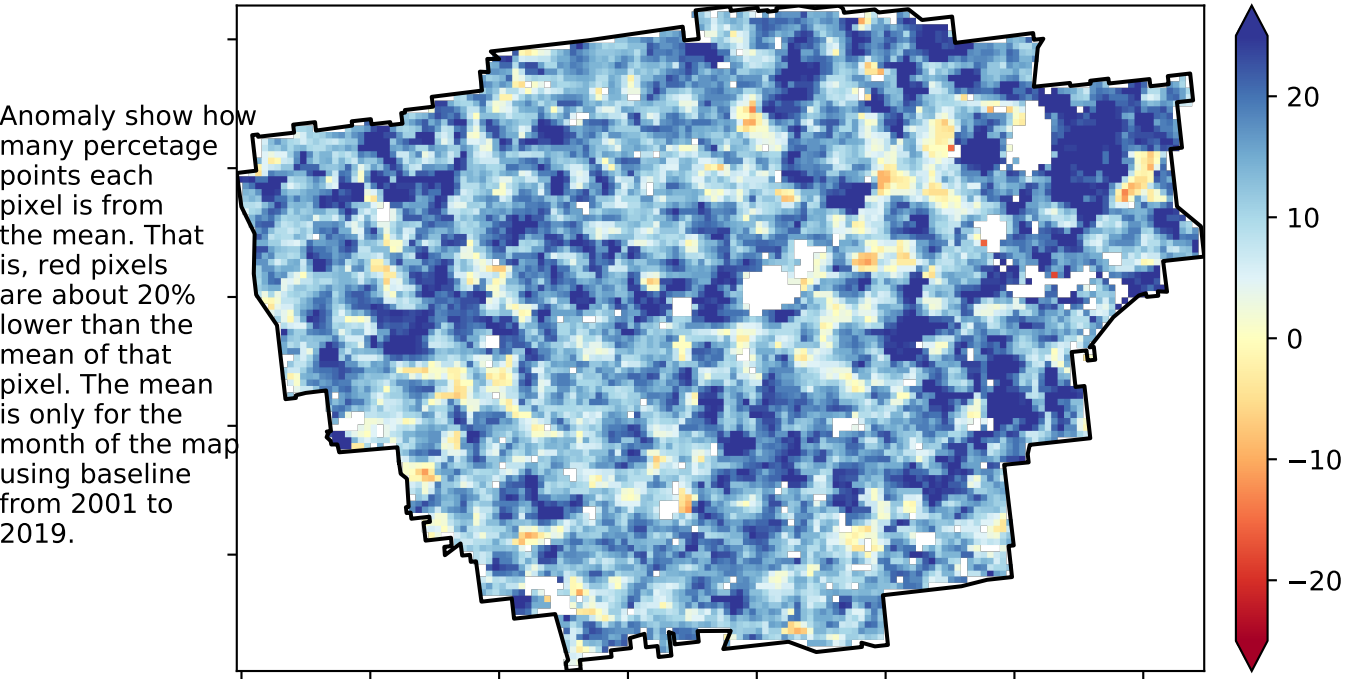 Anomaly show how
many percetage
points each
pixel is from
the mean. That
is, red pixels
are about 20%
lower than the
mean of that
pixel. The mean
is only for the
month of the map
using baseline
from 2001 to
2019.
20
10
0
−10
−20